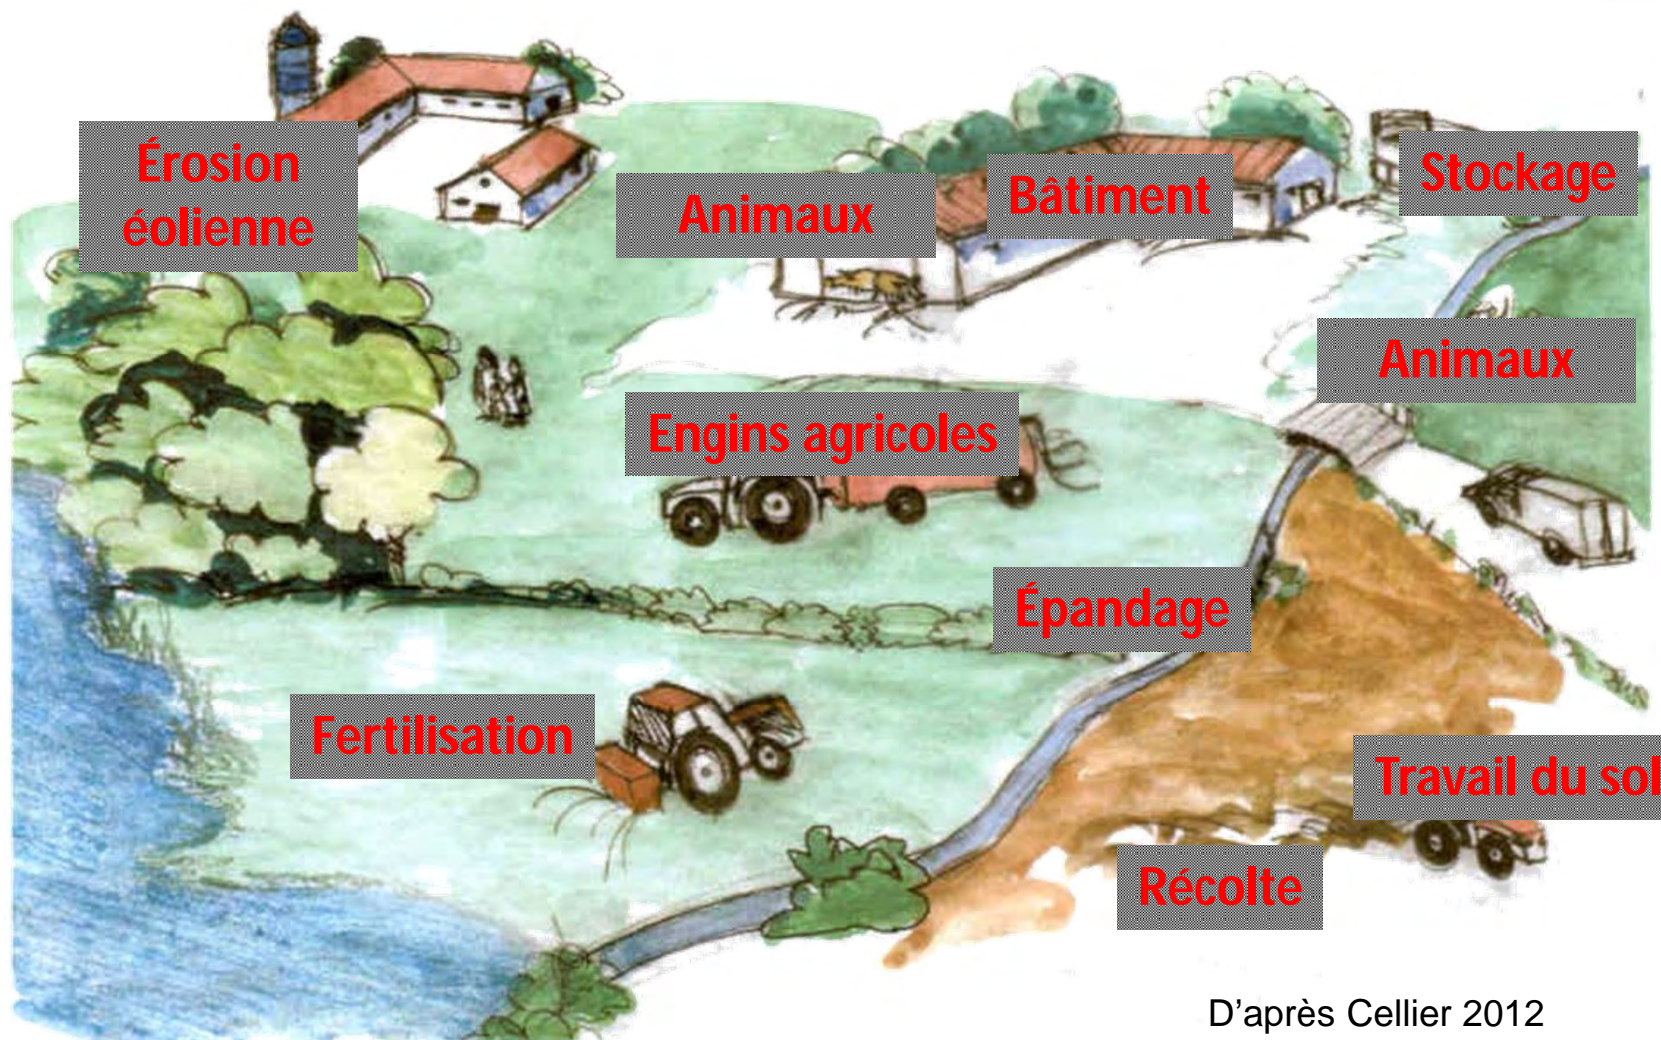 Érosion
éolienne
Animaux
Bâtiment
Stockage
Animaux
Engins agricoles
Épandage
Fertilisation
Travail du sol
Récolte
D'après Cellier 2012